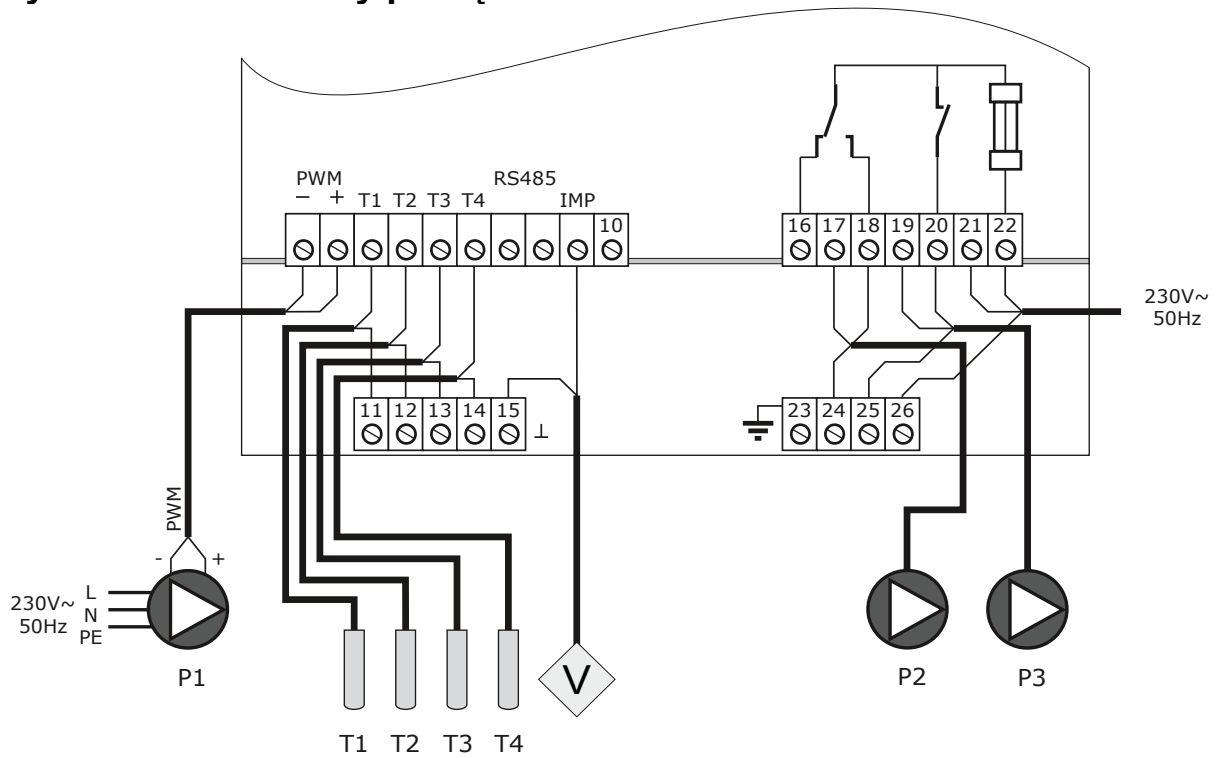 PWM RS485
− + T1 T2 T3 T4 IMP
10
16 17 18 19 20 21 22
230V~
50Hz
11 12 13 14 15 ⊥
23 24 25 26
PWM
- +
230V~
50Hz
L
N
PE
P1
T1 T2 T3 T4
V
P2 P3